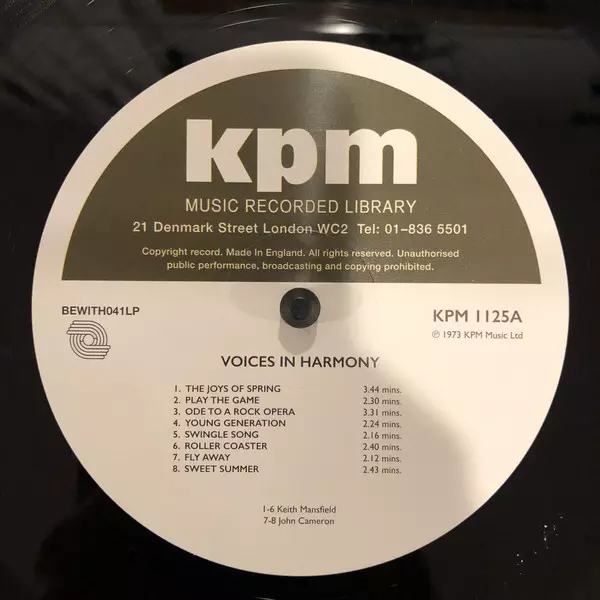 kpm
MUSIC RECORDED LIBRARY
21 Denmark Street London WC2 Tel: 01-836 5501
Copyright record. Made In England. All rights reserved. Unauthorised
public performance, broadcasting and copying prohibited.
BEWITH041LP
KPM 1125A
℗ 1973 KPM Music Ltd
VOICES IN HARMONY
1. THE JOYS OF SPRING 3.44 mins.
2. PLAY THE GAME 2.30 mins.
3. ODE TO A ROCK OPERA 3.31 mins.
4. YOUNG GENERATION 2.24 mins.
5. SWINGLE SONG 2.16 mins.
6. ROLLER COASTER 2.40 mins.
7. FLY AWAY 2.12 mins.
8. SWEET SUMMER 2.43 mins.
1-6 Keith Mansfield
7-8 John Cameron